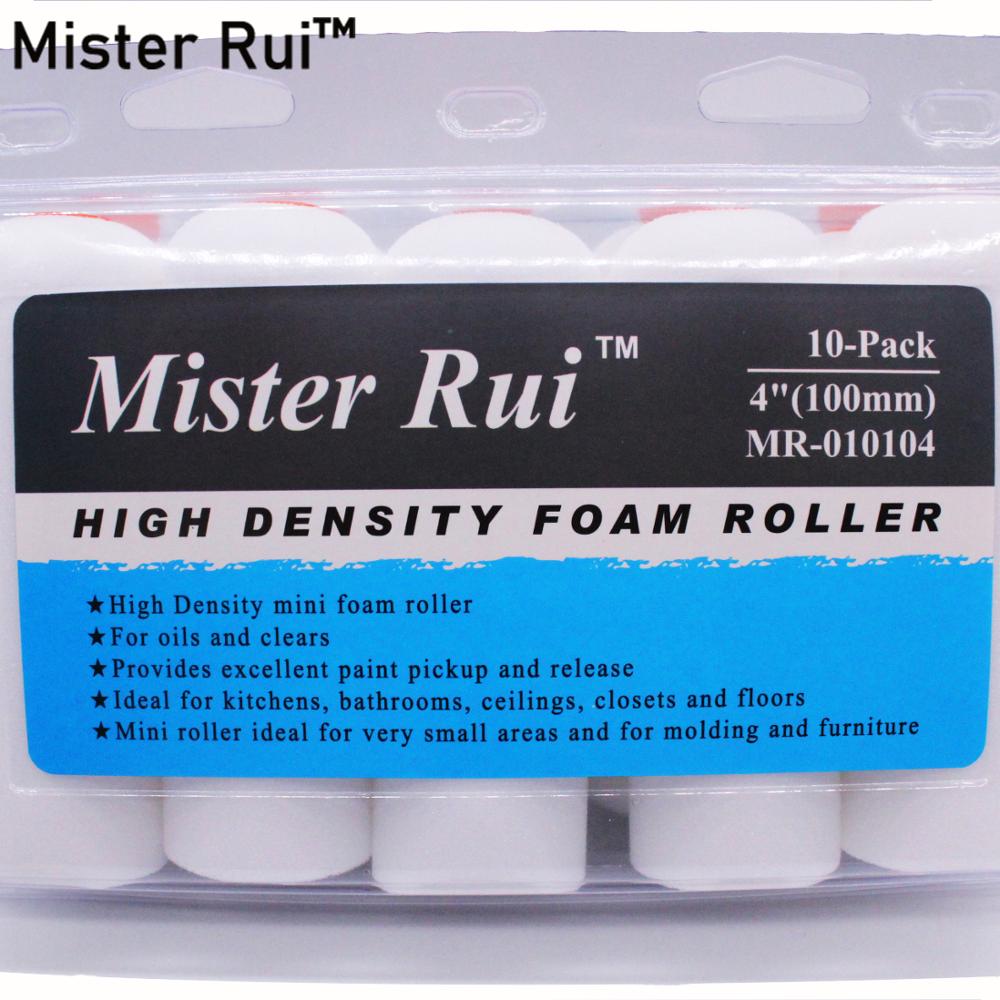 Mister Rui™
Mister Rui™
10-Pack
4"(100mm)
MR-010104
HIGH DENSITY FOAM ROLLER
★High Density mini foam roller
★For oils and clears
★Provides excellent paint pickup and release
★Ideal for kitchens, bathrooms, ceilings, closets and floors
★Mini roller ideal for very small areas and for molding and furniture